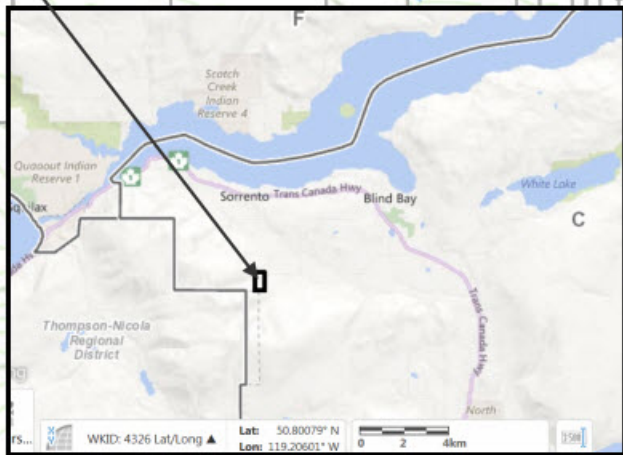 F
Scotch
Creek
Indian
Reserve 4
Quaaout Indian
Reserve 1
Sorrento
Trans Canada Hwy
Blind Bay
White Lake
C
Trans Canada Hwy
Thompson-Nicola
Regional
District
North
WKID: 4326 Lat/Long ▲
Lat: 50.80079° N
Lon: 119.20601° W
0 2 4km